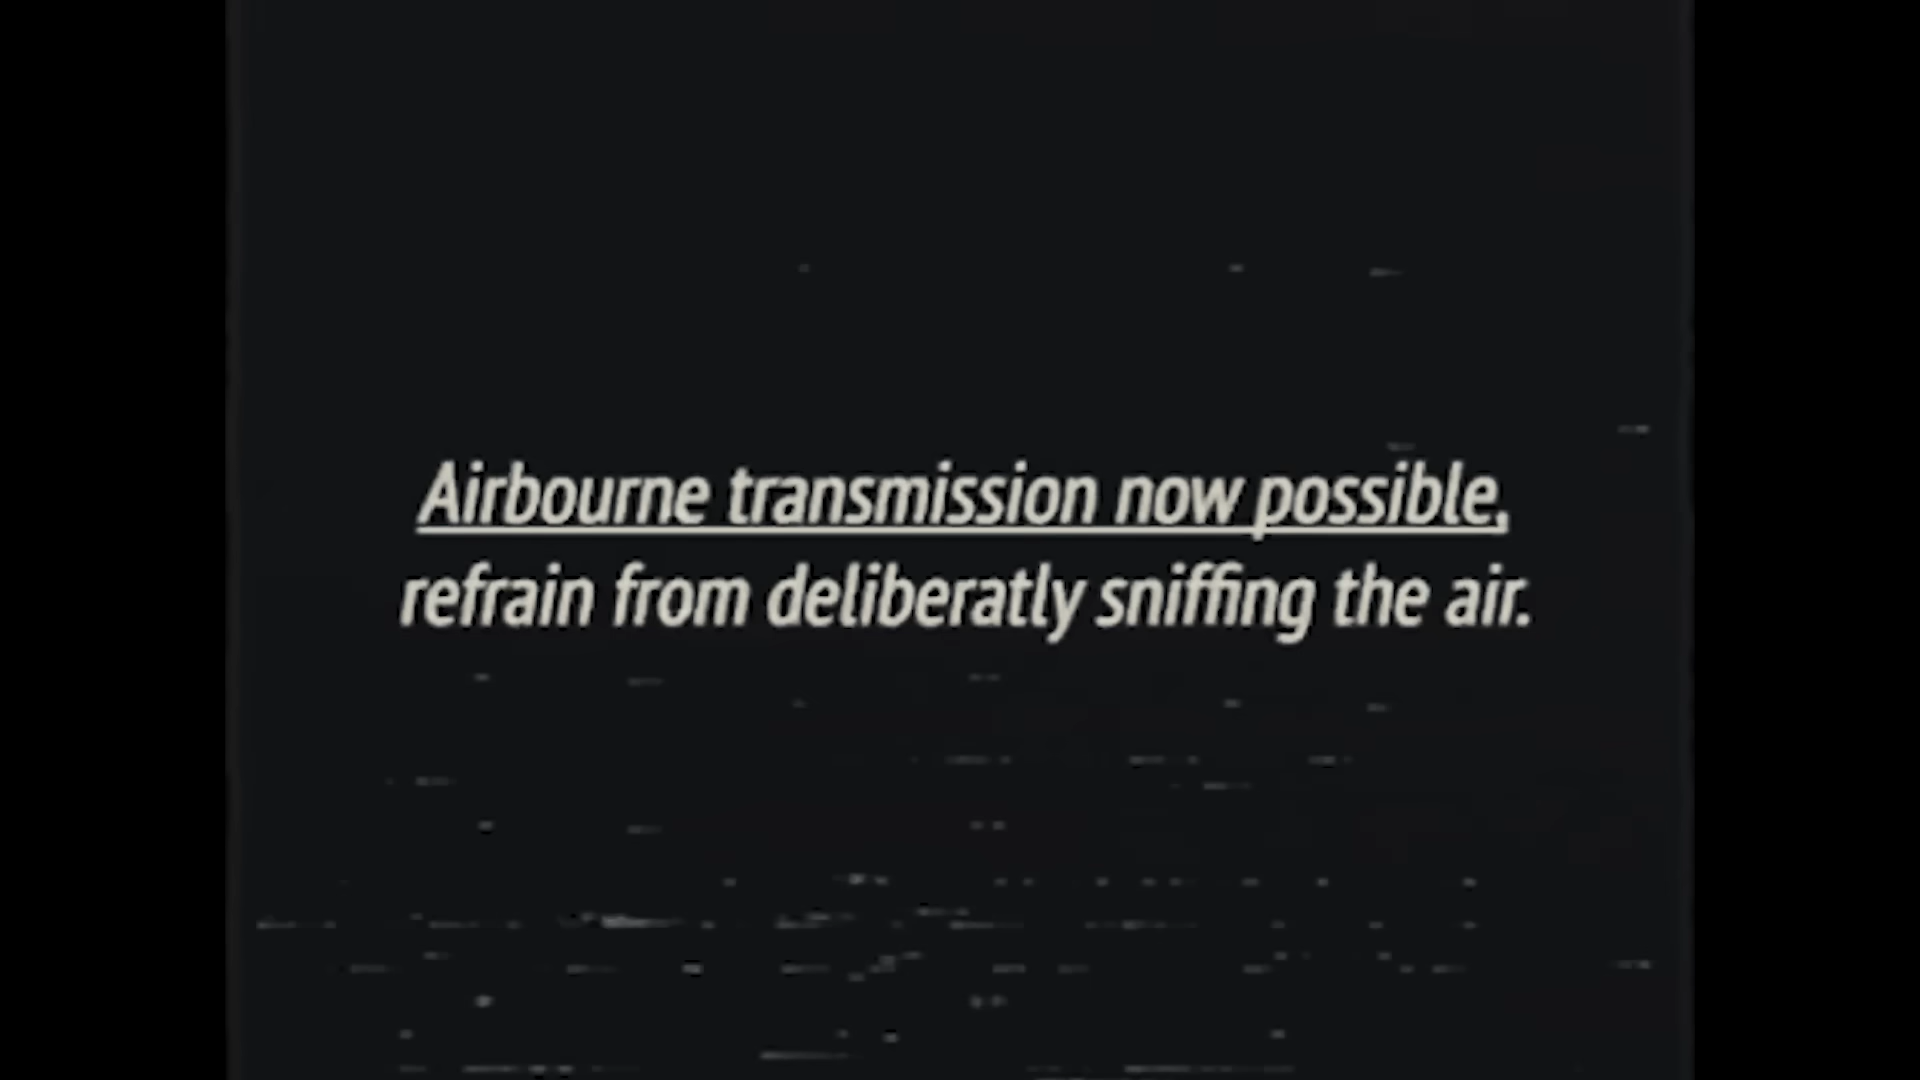 Airbourne transmission now possible,
refrain from deliberatly sniffing the air.